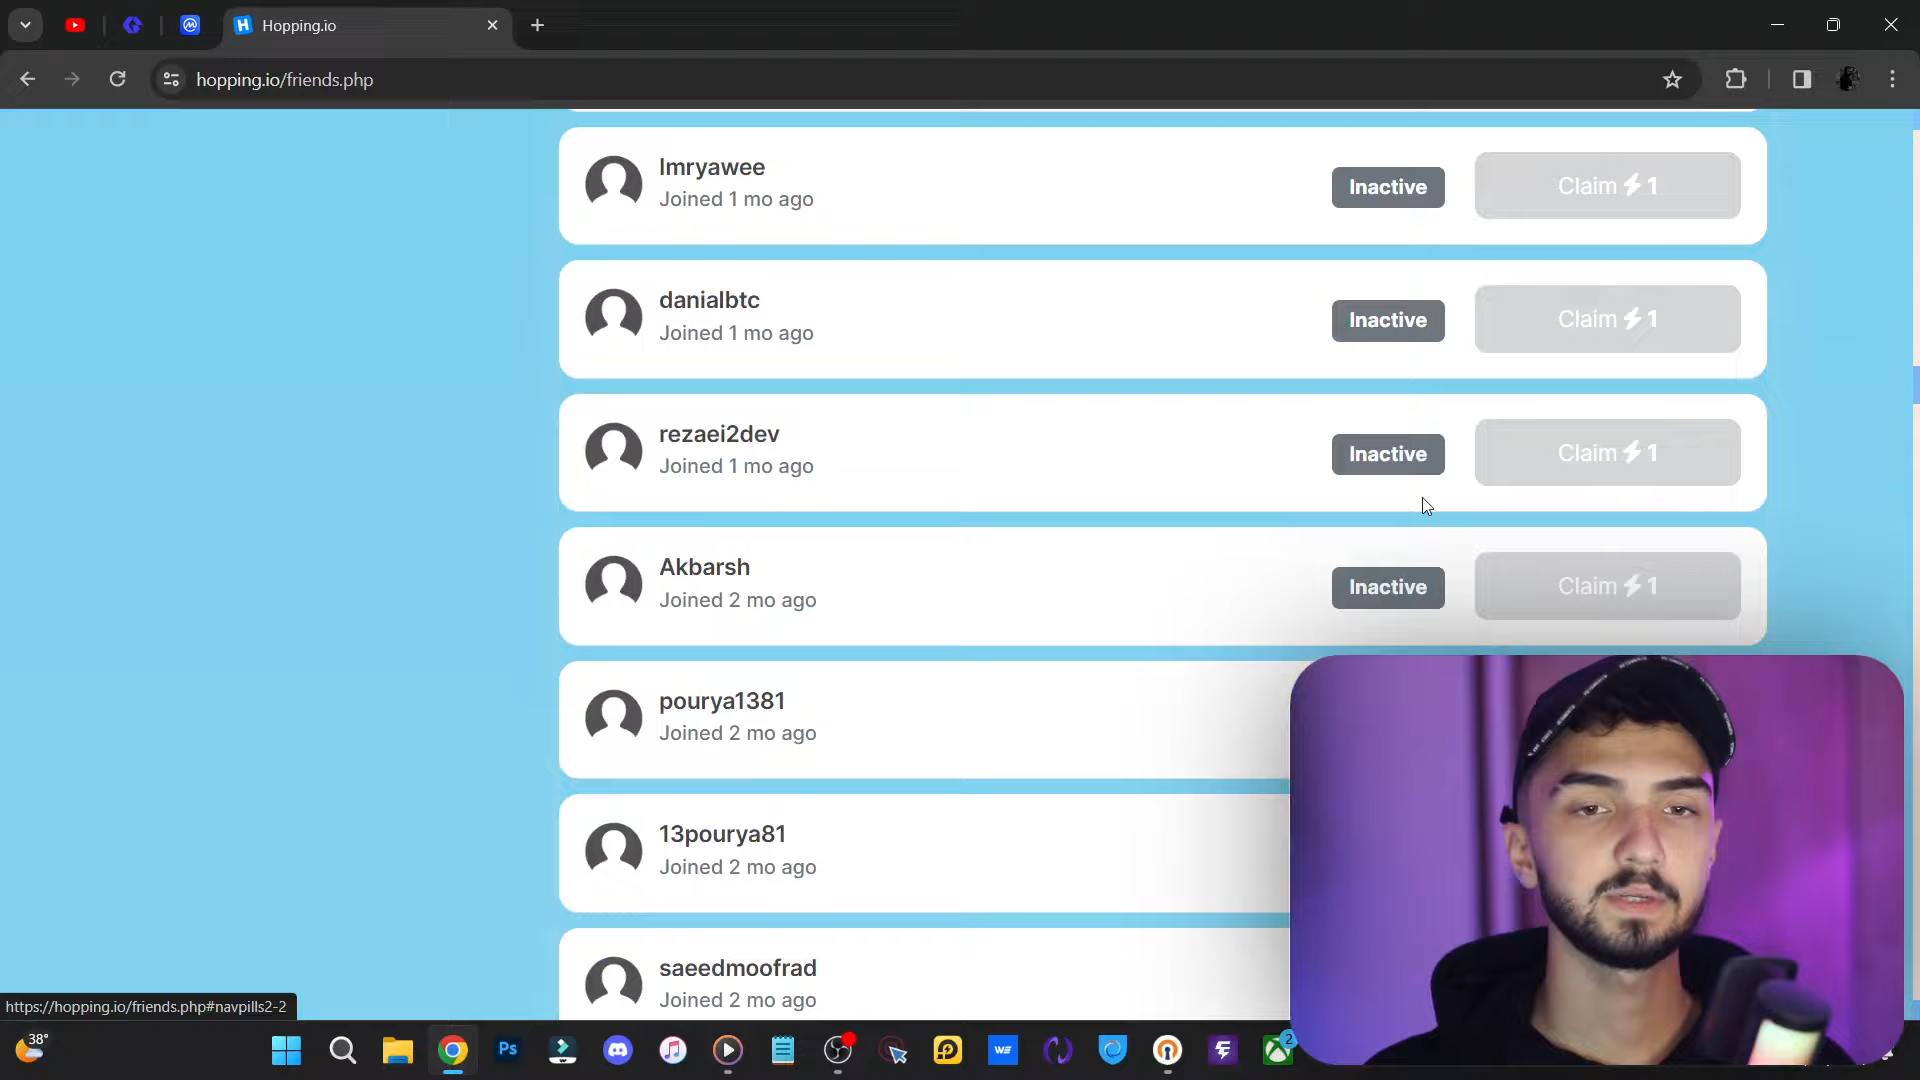 Hopping.io
hopping.io/friends.php
Imryawee
Joined 1 mo ago
Inactive
Claim 1
danialbtc
Joined 1 mo ago
Inactive
Claim 1
rezaei2dev
Joined 1 mo ago
Inactive
Claim 1
Akbarsh
Joined 2 mo ago
Inactive
Claim 1
pourya1381
Joined 2 mo ago
13pourya81
Joined 2 mo ago
saeedmoofrad
Joined 2 mo ago
https://hopping.io/friends.php#navpills2-2
38°
Ps
WE
2